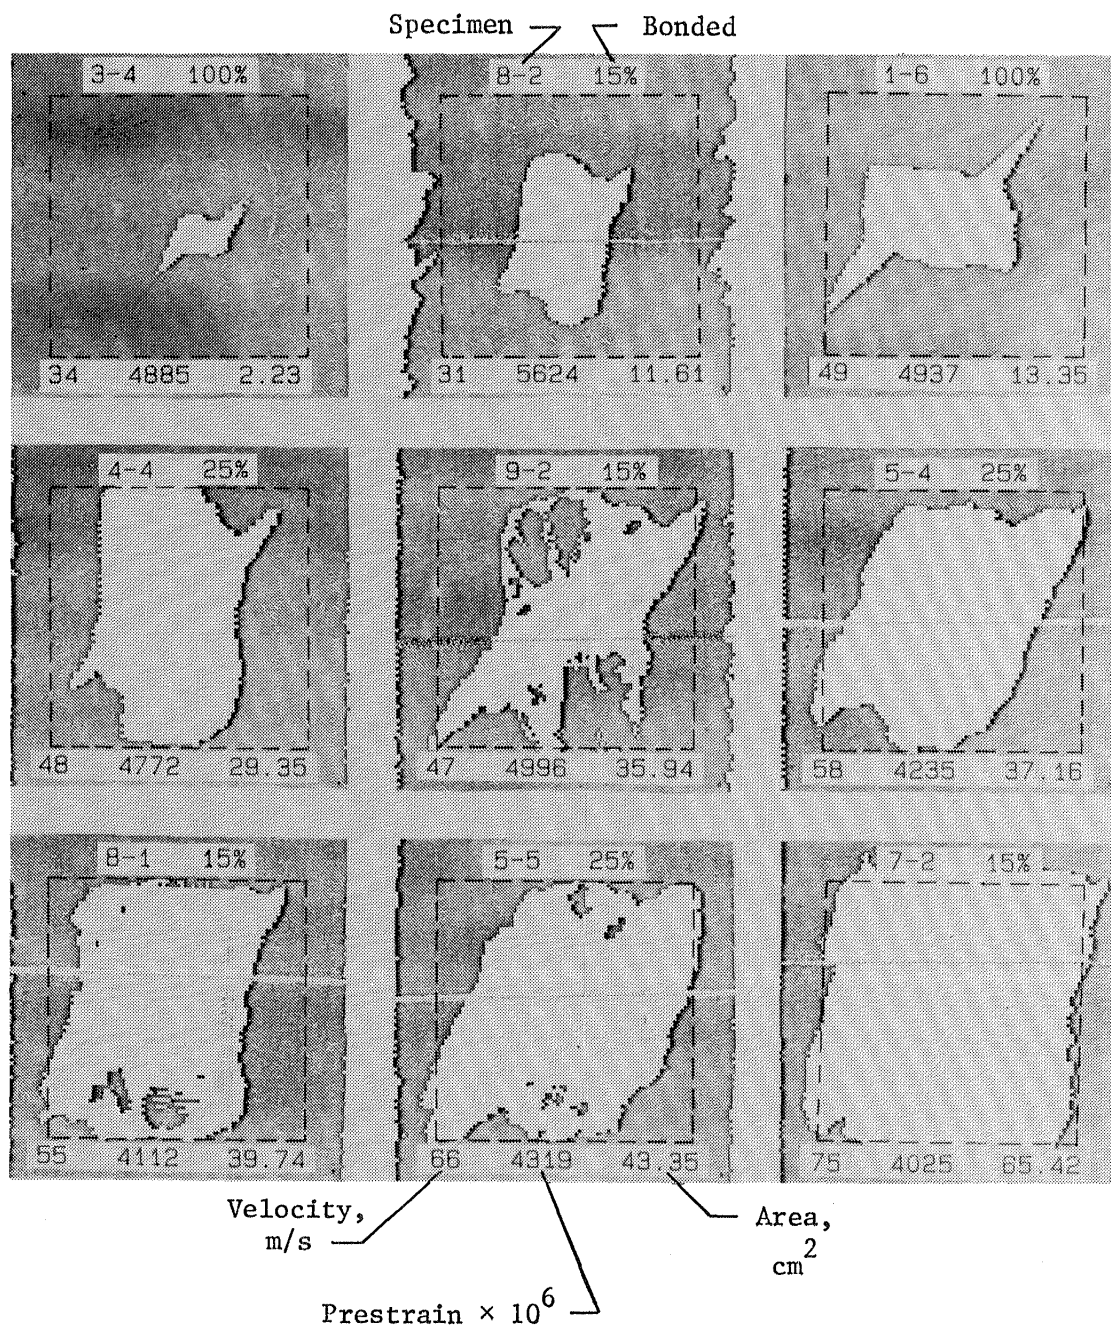 Specimen Bonded
3-4 100%
8-2 15%
1-6 100%
34 4885 2.23
31 5624 11.61
49 4937 13.35
4-4 25%
9-2 15%
5-4 25%
48 4772 29.35
47 4996 35.94
58 4235 37.16
8-1 15%
5-5 25%
7-2 15%
55 4112 39.74
66 4319 43.35
75 4025 65.42
Velocity,
m/s
Area,
cm²
Prestrain × 10⁶